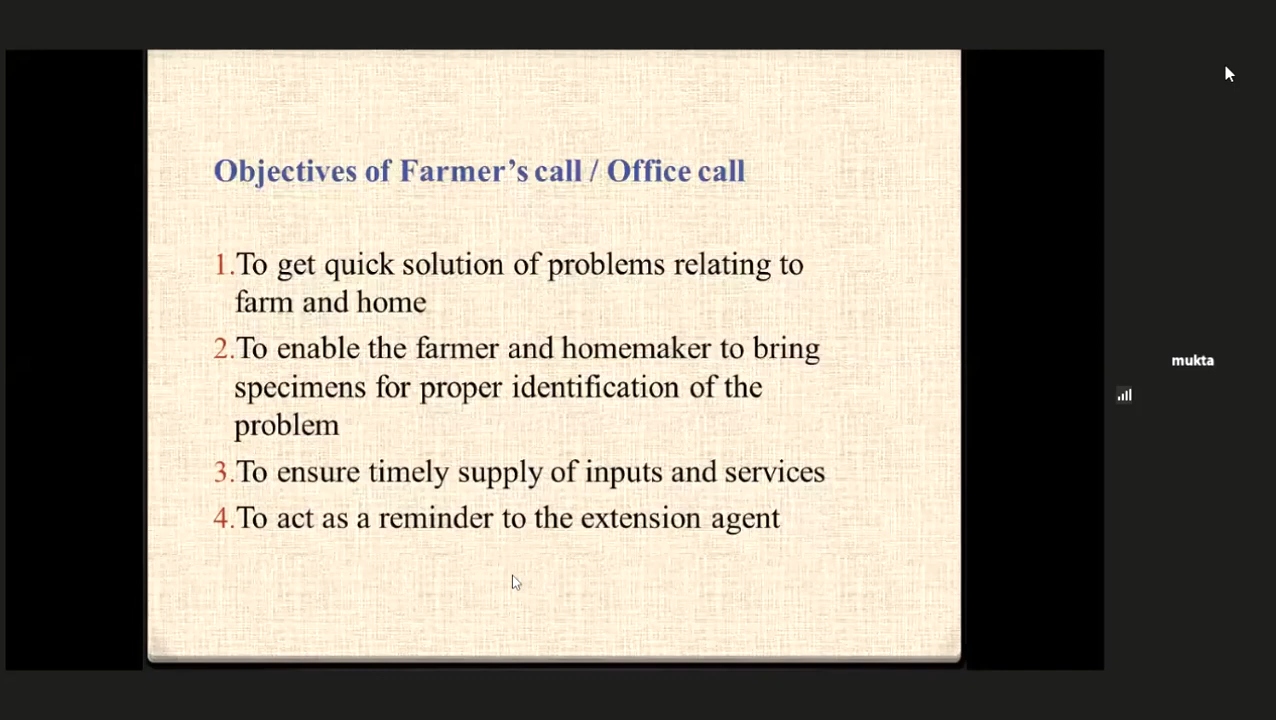 Objectives of Farmer’s call / Office call
1.To get quick solution of problems relating to
farm and home
2.To enable the farmer and homemaker to bring
specimens for proper identification of the
problem
3.To ensure timely supply of inputs and services
4.To act as a reminder to the extension agent
mukta